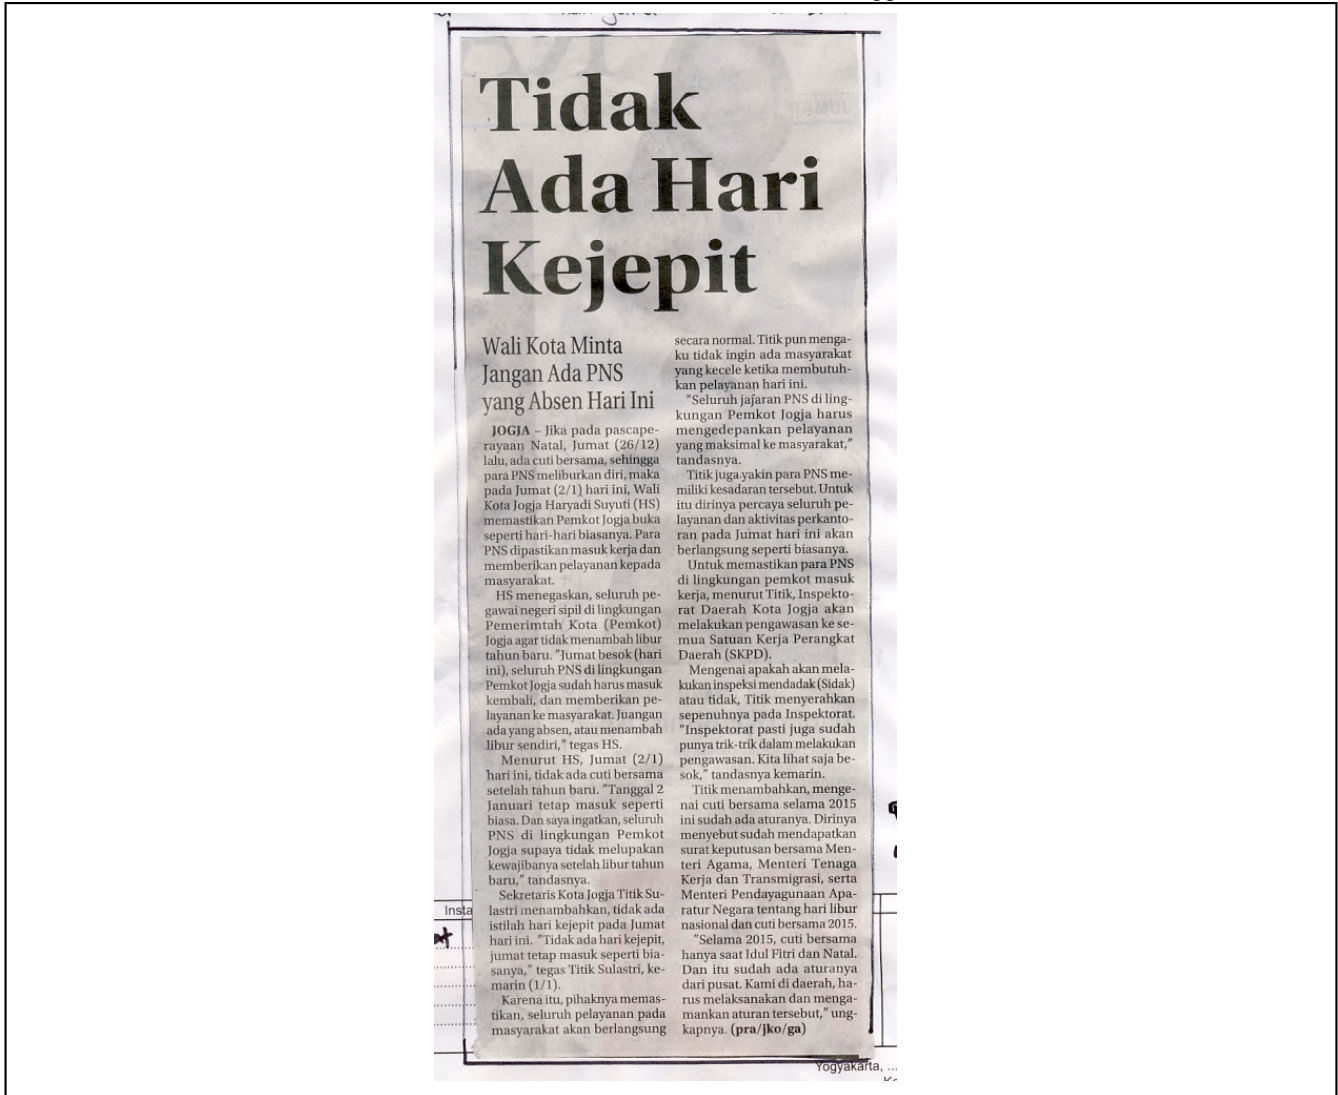 Tidak
Ada Hari
Kejepit
Wali Kota Minta
Jangan Ada PNS
yang Absen Hari Ini
JOGJA – Jika pada pascape-
rayaan Natal, Jumat (26/12)
lalu, ada cuti bersama, sehingga
para PNS meliburkan diri, maka
pada Jumat (2/1) hari ini, Wali
Kota Jogja Haryadi Suyuti (HS)
memastikan Pemkot Jogja buka
seperti hari-hari biasanya. Para
PNS dipastikan masuk kerja dan
memberikan pelayanan kepada
masyarakat.
HS menegaskan, seluruh pe-
gawai negeri sipil di lingkungan
Pemerimtah Kota (Pemkot)
Jogja agar tidak menambah libur
tahun baru. "Jumat besok (hari
ini), seluruh PNS di lingkungan
Pemkot Jogja sudah harus masuk
kembali, dan memberikan pe-
layanan ke masyarakat. Juangan
ada yang absen, atau menambah
libur sendiri," tegas HS.
Menurut HS, Jumat (2/1)
hari ini, tidak ada cuti bersama
setelah tahun baru. "Tanggal 2
Januari tetap masuk seperti
biasa. Dan saya ingatkan, seluruh
PNS di lingkungan Pemkot
Jogja supaya tidak melupakan
kewajibanya setelah libur tahun
baru," tandasnya.
Sekretaris Kota Jogja Titik Su-
lastri menambahkan, tidak ada
istilah hari kejepit pada Jumat
hari ini. "Tidak ada hari kejepit,
jumat tetap masuk seperti bia-
sanya," tegas Titik Sulastri, ke-
marin (1/1).
Karena itu, pihaknya memas-
tikan, seluruh pelayanan pada
masyarakat akan berlangsung
secara normal. Titik pun menga-
ku tidak ingin ada masyarakat
yang kecele ketika membutuh-
kan pelayanan hari ini.
"Seluruh jajaran PNS di ling-
kungan Pemkot Jogja harus
mengedepankan pelayanan
yang maksimal ke masyarakat,"
tandasnya.
Titik juga yakin para PNS me-
miliki kesadaran tersebut. Untuk
itu dirinya percaya seluruh pe-
layanan dan aktivitas perkanto-
ran pada Jumat hari ini akan
berlangsung seperti biasanya.
Untuk memastikan para PNS
di lingkungan pemkot masuk
kerja, menurut Titik, Inspekto-
rat Daerah Kota Jogja akan
melakukan pengawasan ke se-
mua Satuan Kerja Perangkat
Daerah (SKPD).
Mengenai apakah akan mela-
kukan inspeksi mendadak (Sidak)
atau tidak, Titik menyerahkan
sepenuhnya pada Inspektorat.
"Inspektorat pasti juga sudah
punya trik-trik dalam melakukan
pengawasan. Kita lihat saja be-
sok," tandasnya kemarin.
Titik menambahkan, menge-
nai cuti bersama selama 2015
ini sudah ada aturanya. Dirinya
menyebut sudah mendapatkan
surat keputusan bersama Men-
teri Agama, Menteri Tenaga
Kerja dan Transmigrasi, serta
Menteri Pendayagunaan Apa-
ratur Negara tentang hari libur
nasional dan cuti bersama 2015.
"Selama 2015, cuti bersama
hanya saat Idul Fitri dan Natal.
Dan itu sudah ada aturanya
dari pusat. Kami di daerah, ha-
rus melaksanakan dan menga-
mankan aturan tersebut," ung-
kapnya. (pra/jko/ga)
Insta
Yogyakarta, ...